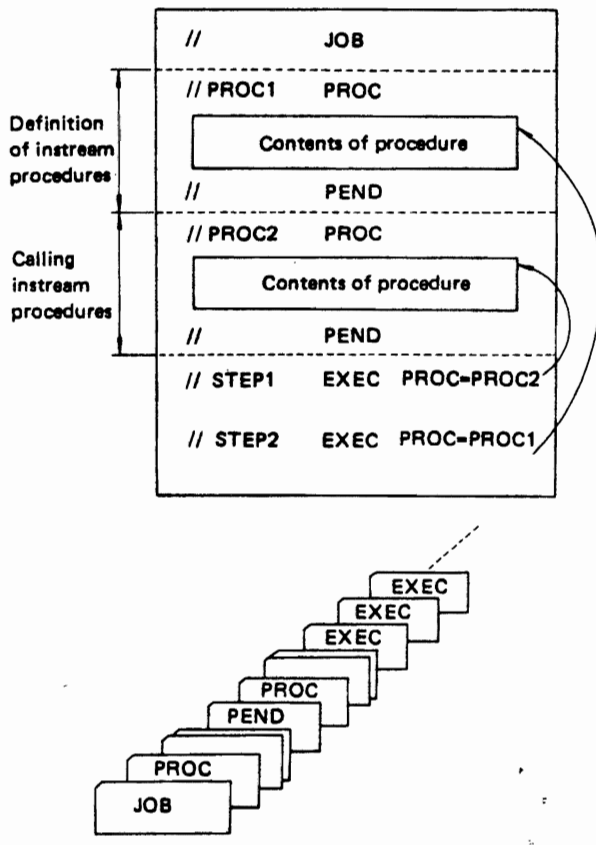 // JOB
// PROC1 PROC
Definition
of instream
procedures
Contents of procedure
// PEND
// PROC2 PROC
Calling
instream
procedures
Contents of procedure
// PEND
// STEP1 EXEC PROC=PROC2
// STEP2 EXEC PROC=PROC1
EXEC
EXEC
EXEC
PROC
PEND
PROC
JOB